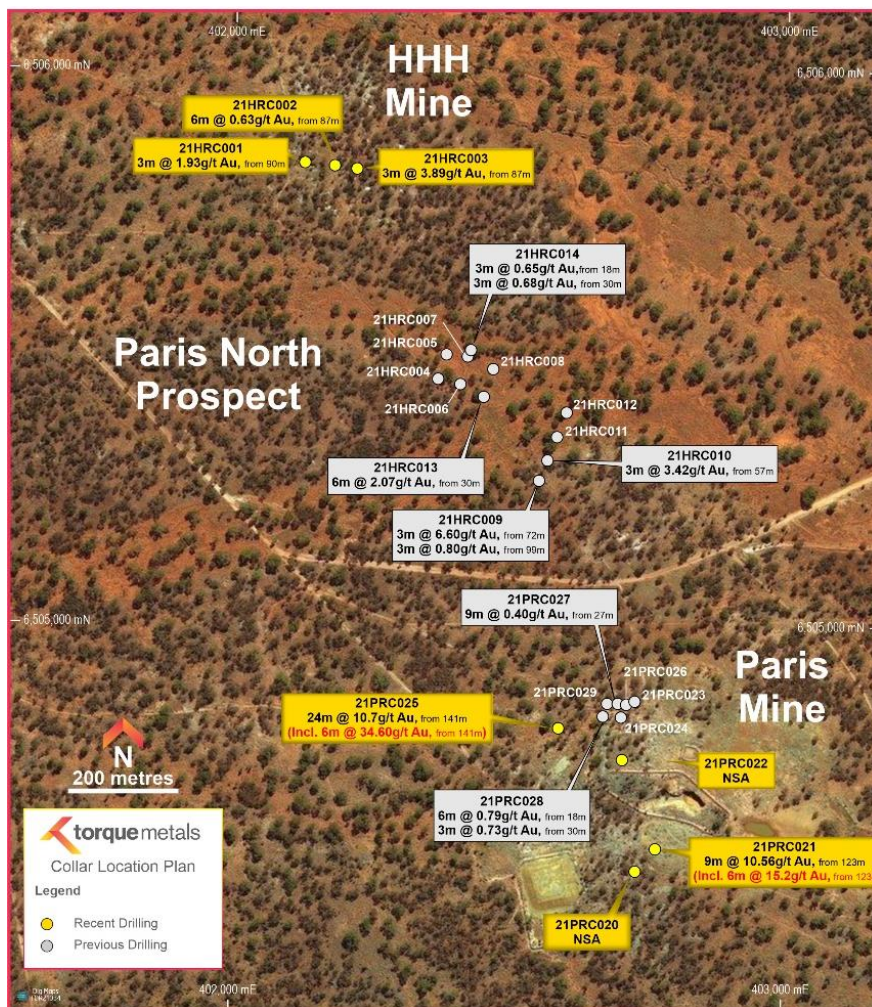 402,000 mE
403,000 mE
6,506,000 mN
6,506,000 mN
HHH
Mine
21HRC002
6m @ 0.63g/t Au, from 87m
21HRC001
3m @ 1.93g/t Au, from 90m
21HRC003
3m @ 3.89g/t Au, from 87m
21HRC014
3m @ 0.65g/t Au,from 18m
3m @ 0.68g/t Au, from 30m
21HRC007
21HRC005
Paris North
Prospect
21HRC008
21HRC004
21HRC006
21HRC012
21HRC011
21HRC013
6m @ 2.07g/t Au, from 30m
21HRC010
3m @ 3.42g/t Au, from 57m
21HRC009
3m @ 6.60g/t Au, from 72m
3m @ 0.80g/t Au, from 99m
21PRC027
9m @ 0.40g/t Au, from 27m
6,505,000 mN
6,505,000 mN
Paris
Mine
21PRC026
21PRC029
21PRC023
21PRC025
24m @ 10.7g/t Au, from 141m
(Incl. 6m @ 34.60g/t Au, from 141m)
21PRC024
N
200 metres
21PRC022
NSA
21PRC028
6m @ 0.79g/t Au, from 18m
3m @ 0.73g/t Au, from 30m
21PRC021
9m @ 10.56g/t Au, from 123m
(Incl. 6m @ 15.2g/t Au, from 123
21PRC020
NSA
torquemetals
Collar Location Plan
Legend
Recent Drilling
Previous Drilling
402,000 mE
403,000 mE